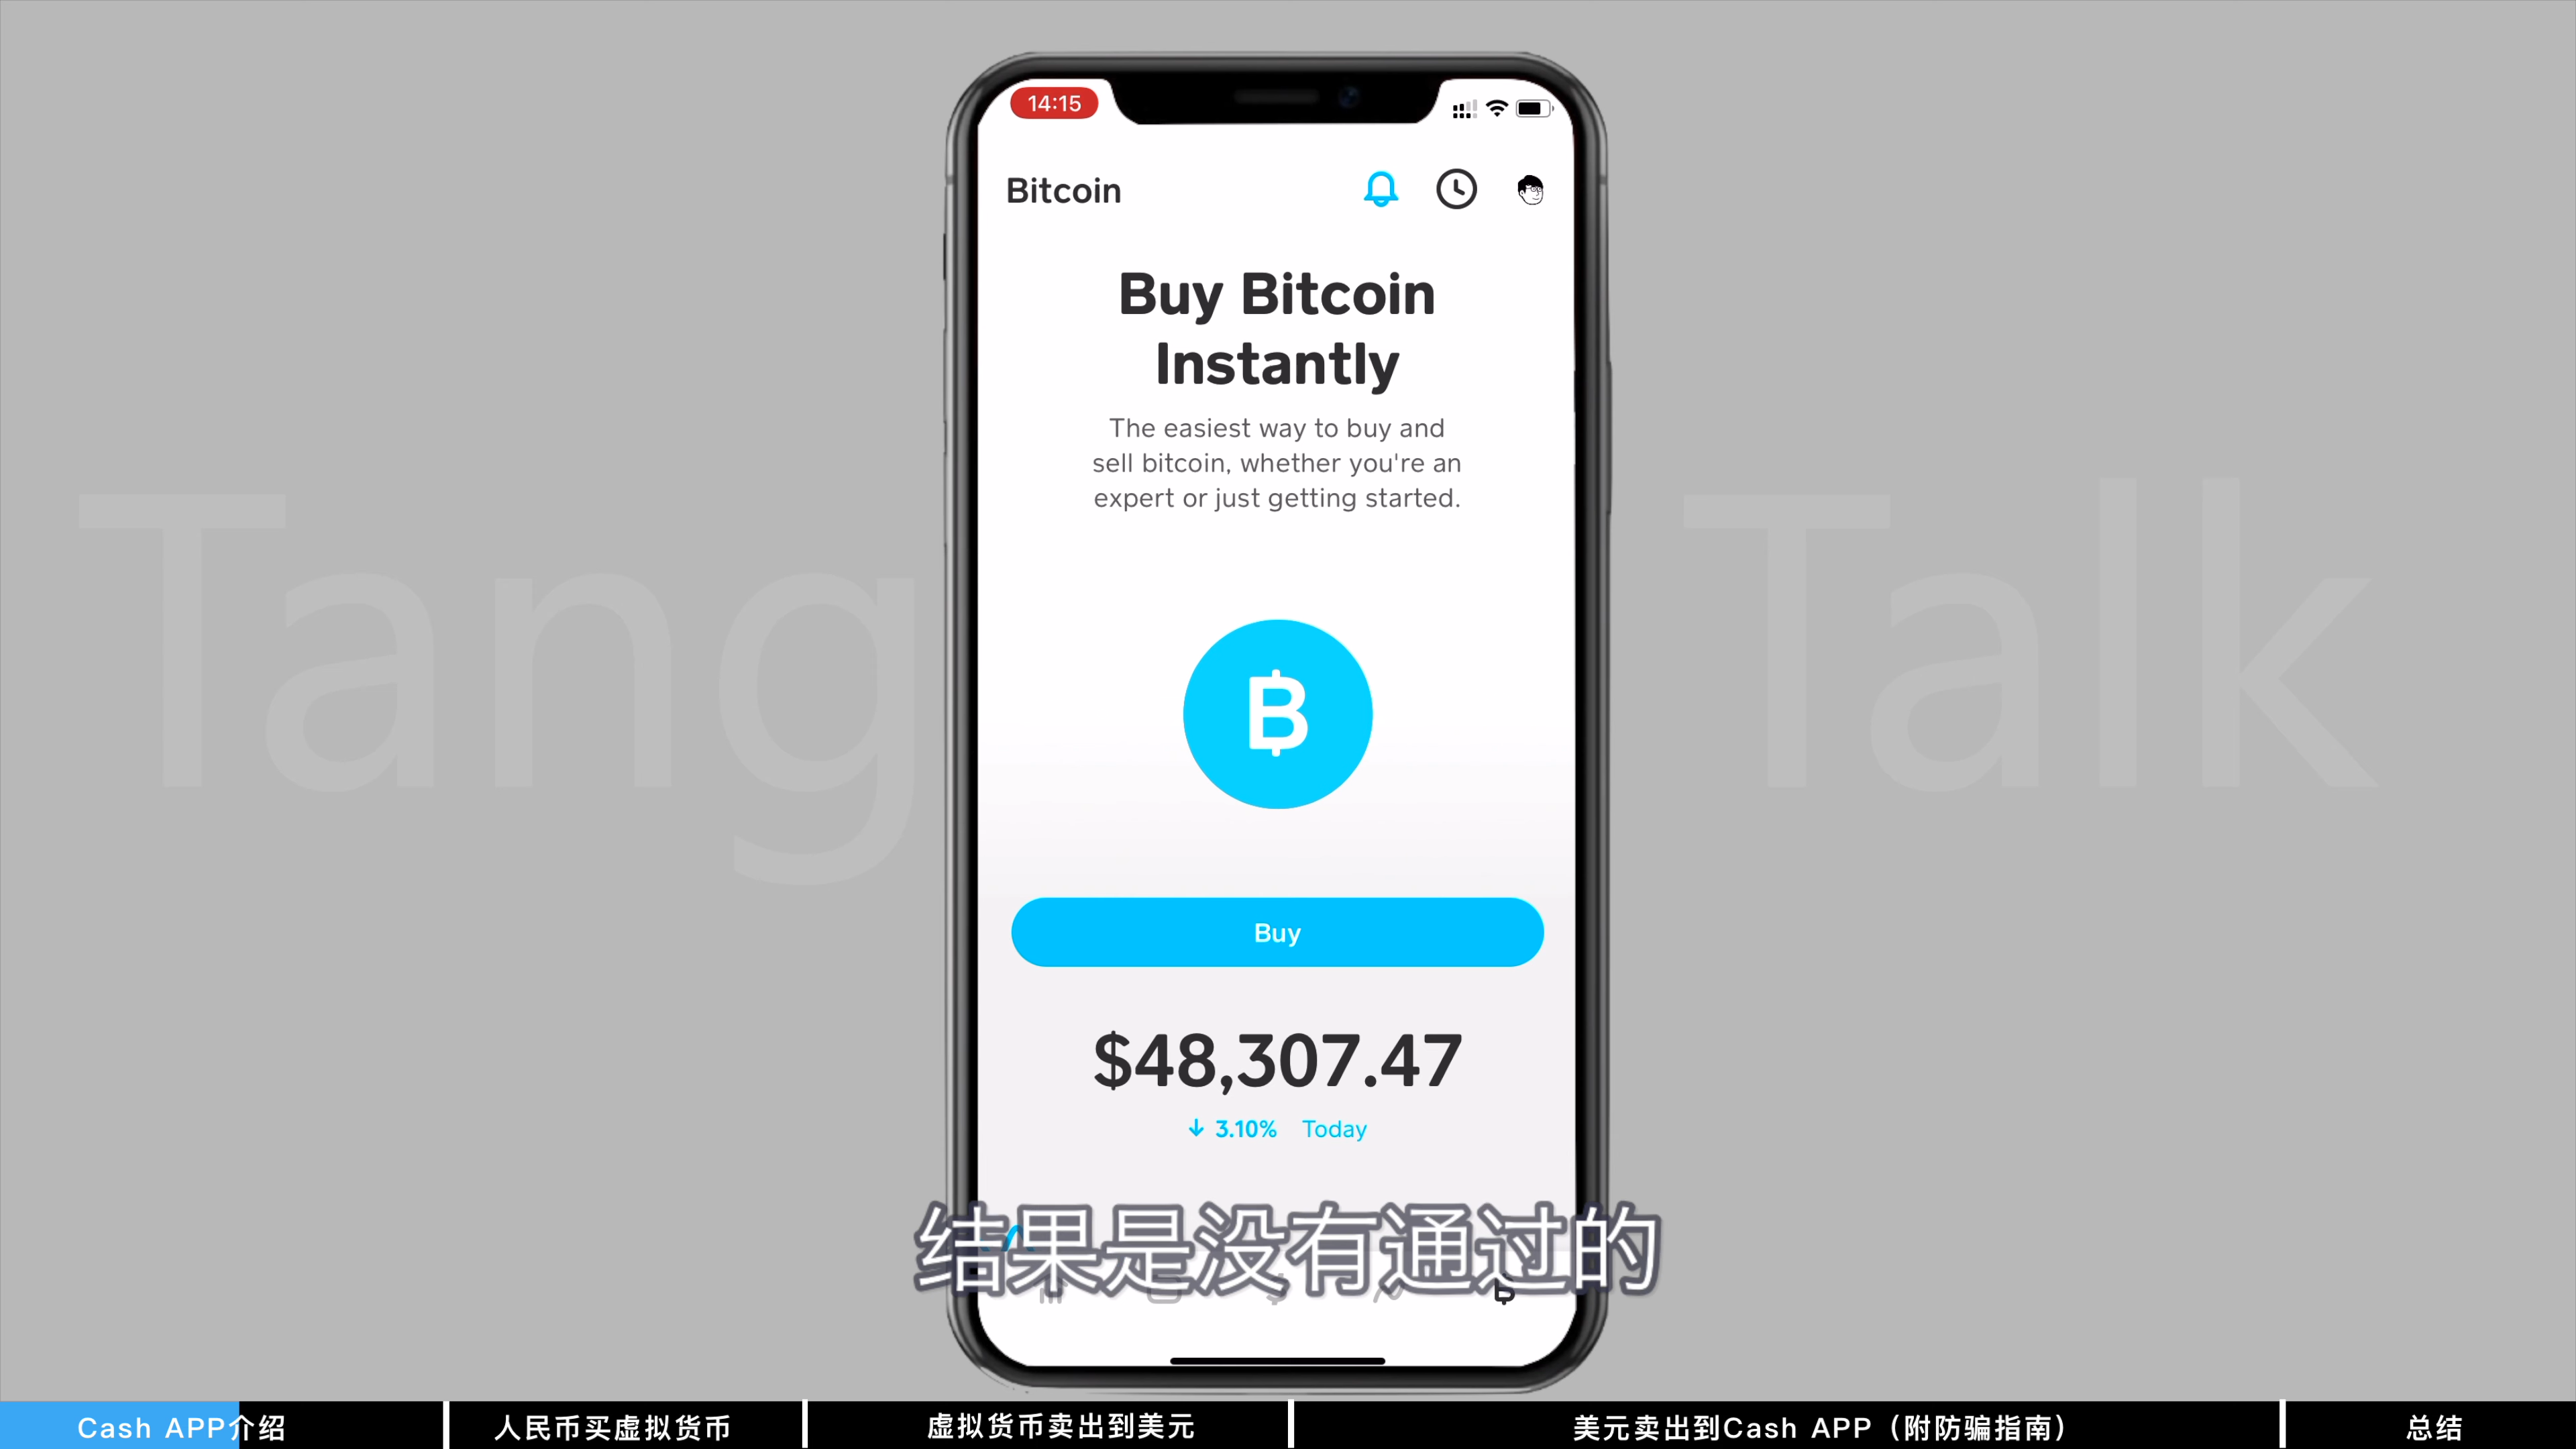 14:15
Bitcoin
Buy Bitcoin
Instantly
The easiest way to buy and
sell bitcoin, whether you're an
expert or just getting started.
Tang Talk
Buy
$48,307.47
↓ 3.10% Today
结果是没有通过的
Cash APP介绍
人民币买虚拟货币
虚拟货币卖出到美元
美元卖出到Cash APP（附防骗指南）
总结